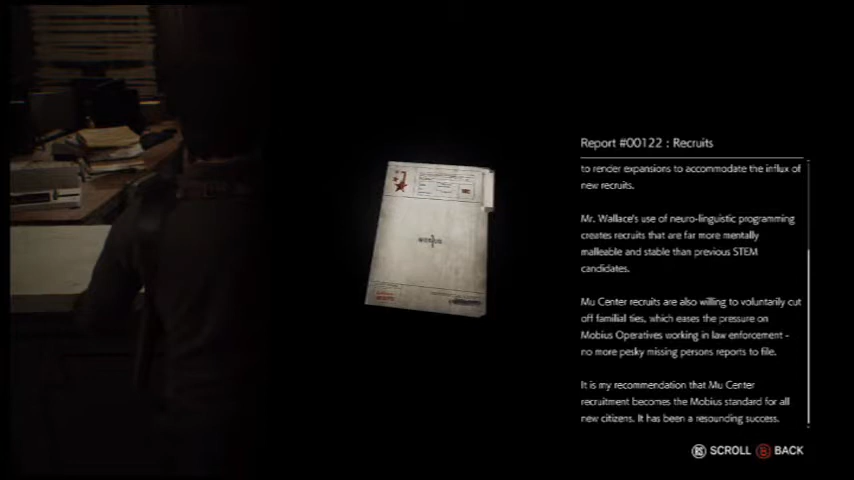 Report #00122 : Recruits
to render expansions to accommodate the influx of
new recruits.
Mr. Wallace's use of neuro-linguistic programming
creates recruits that are far more mentally
malleable and stable than previous STEM
candidates.
Mu Center recruits are also willing to voluntarily cut
off familial ties, which eases the pressure on
Mobius Operatives working in law enforcement -
no more pesky missing persons reports to file.
It is my recommendation that Mu Center
recruitment becomes the Mobius standard for all
new citizens. It has been a resounding success.
SCROLL B BACK